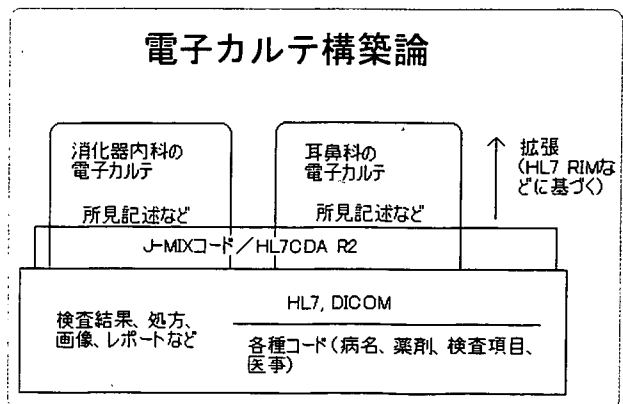 電子カルテ構築論
消化器内科の
電子カルテ
所見記述など
耳鼻科の
電子カルテ
所見記述など
拡張
(HL7 RIMな
どに基づく)
J-MIXコード／HL7CDA R2
検査結果、処方、
画像、レポートなど
HL7, DICOM
各種コード(病名、薬剤、検査項目、
医事)